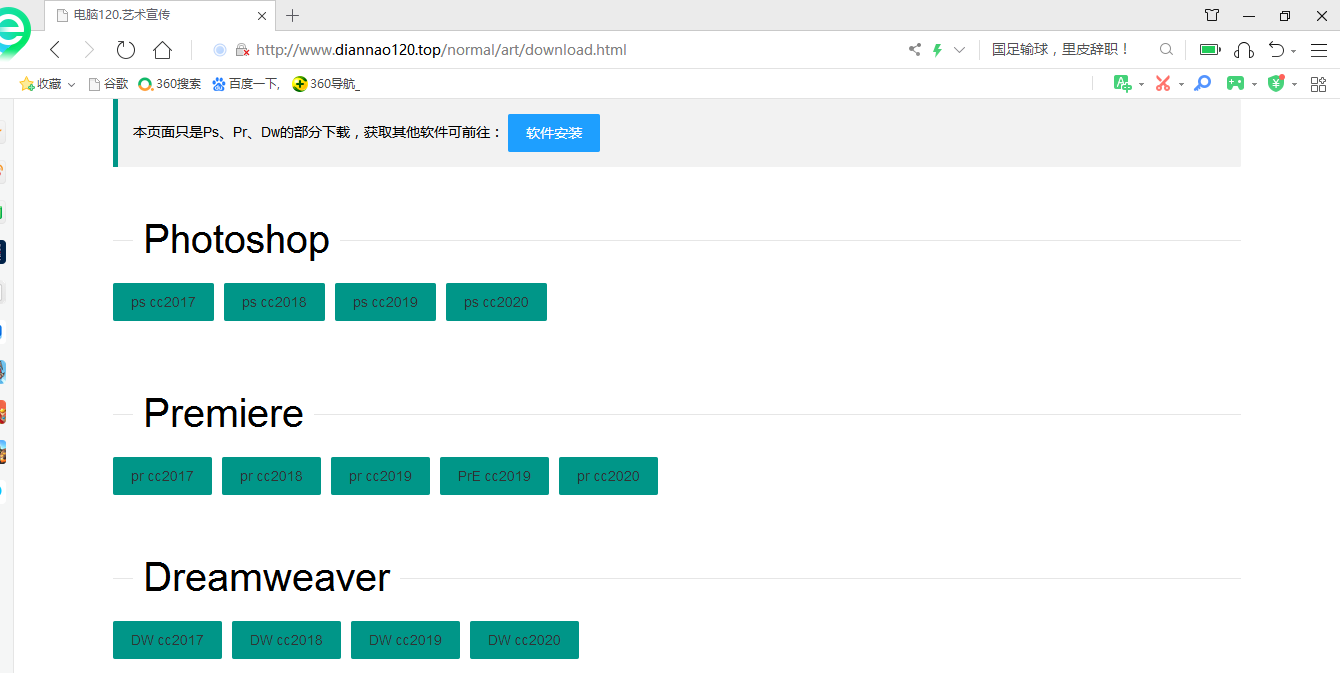 电脑120.艺术宣传
http://www.diannao120.top/normal/art/download.html
国足输球，里皮辞职！
收藏 谷歌 360搜索 百度一下, 360导航_
本页面只是Ps、Pr、Dw的部分下载，获取其他软件可前往： 软件安装
Photoshop
ps cc2017 ps cc2018 ps cc2019 ps cc2020
Premiere
pr cc2017 pr cc2018 pr cc2019 PrE cc2019 pr cc2020
Dreamweaver
DW cc2017 DW cc2018 DW cc2019 DW cc2020